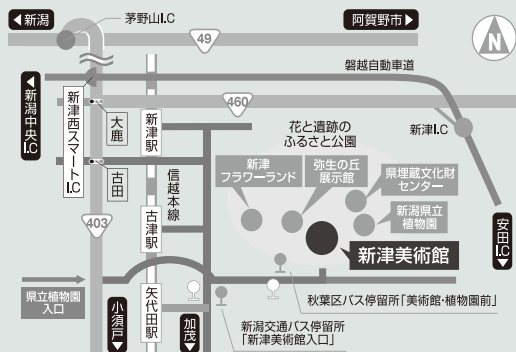 ◀新潟
茅野山I.C
阿賀野市▶
49
N
磐越自動車道
◀新潟中央I.C
新津西スマートI.C
大鹿
新津駅
460
花と遺跡の
ふるさと公園
新津I.C
古田
信越本線
新津
フラワーランド
弥生の丘
展示館
県埋蔵文化財
センター
新潟県立
植物園
403
古津駅
新津美術館
安田I.C▶
県立植物園
入口
小須戸▶
矢代田駅
加茂▶
秋葉区バス停留所「美術館・植物園前」
新潟交通バス停留所
「新津美術館入口」